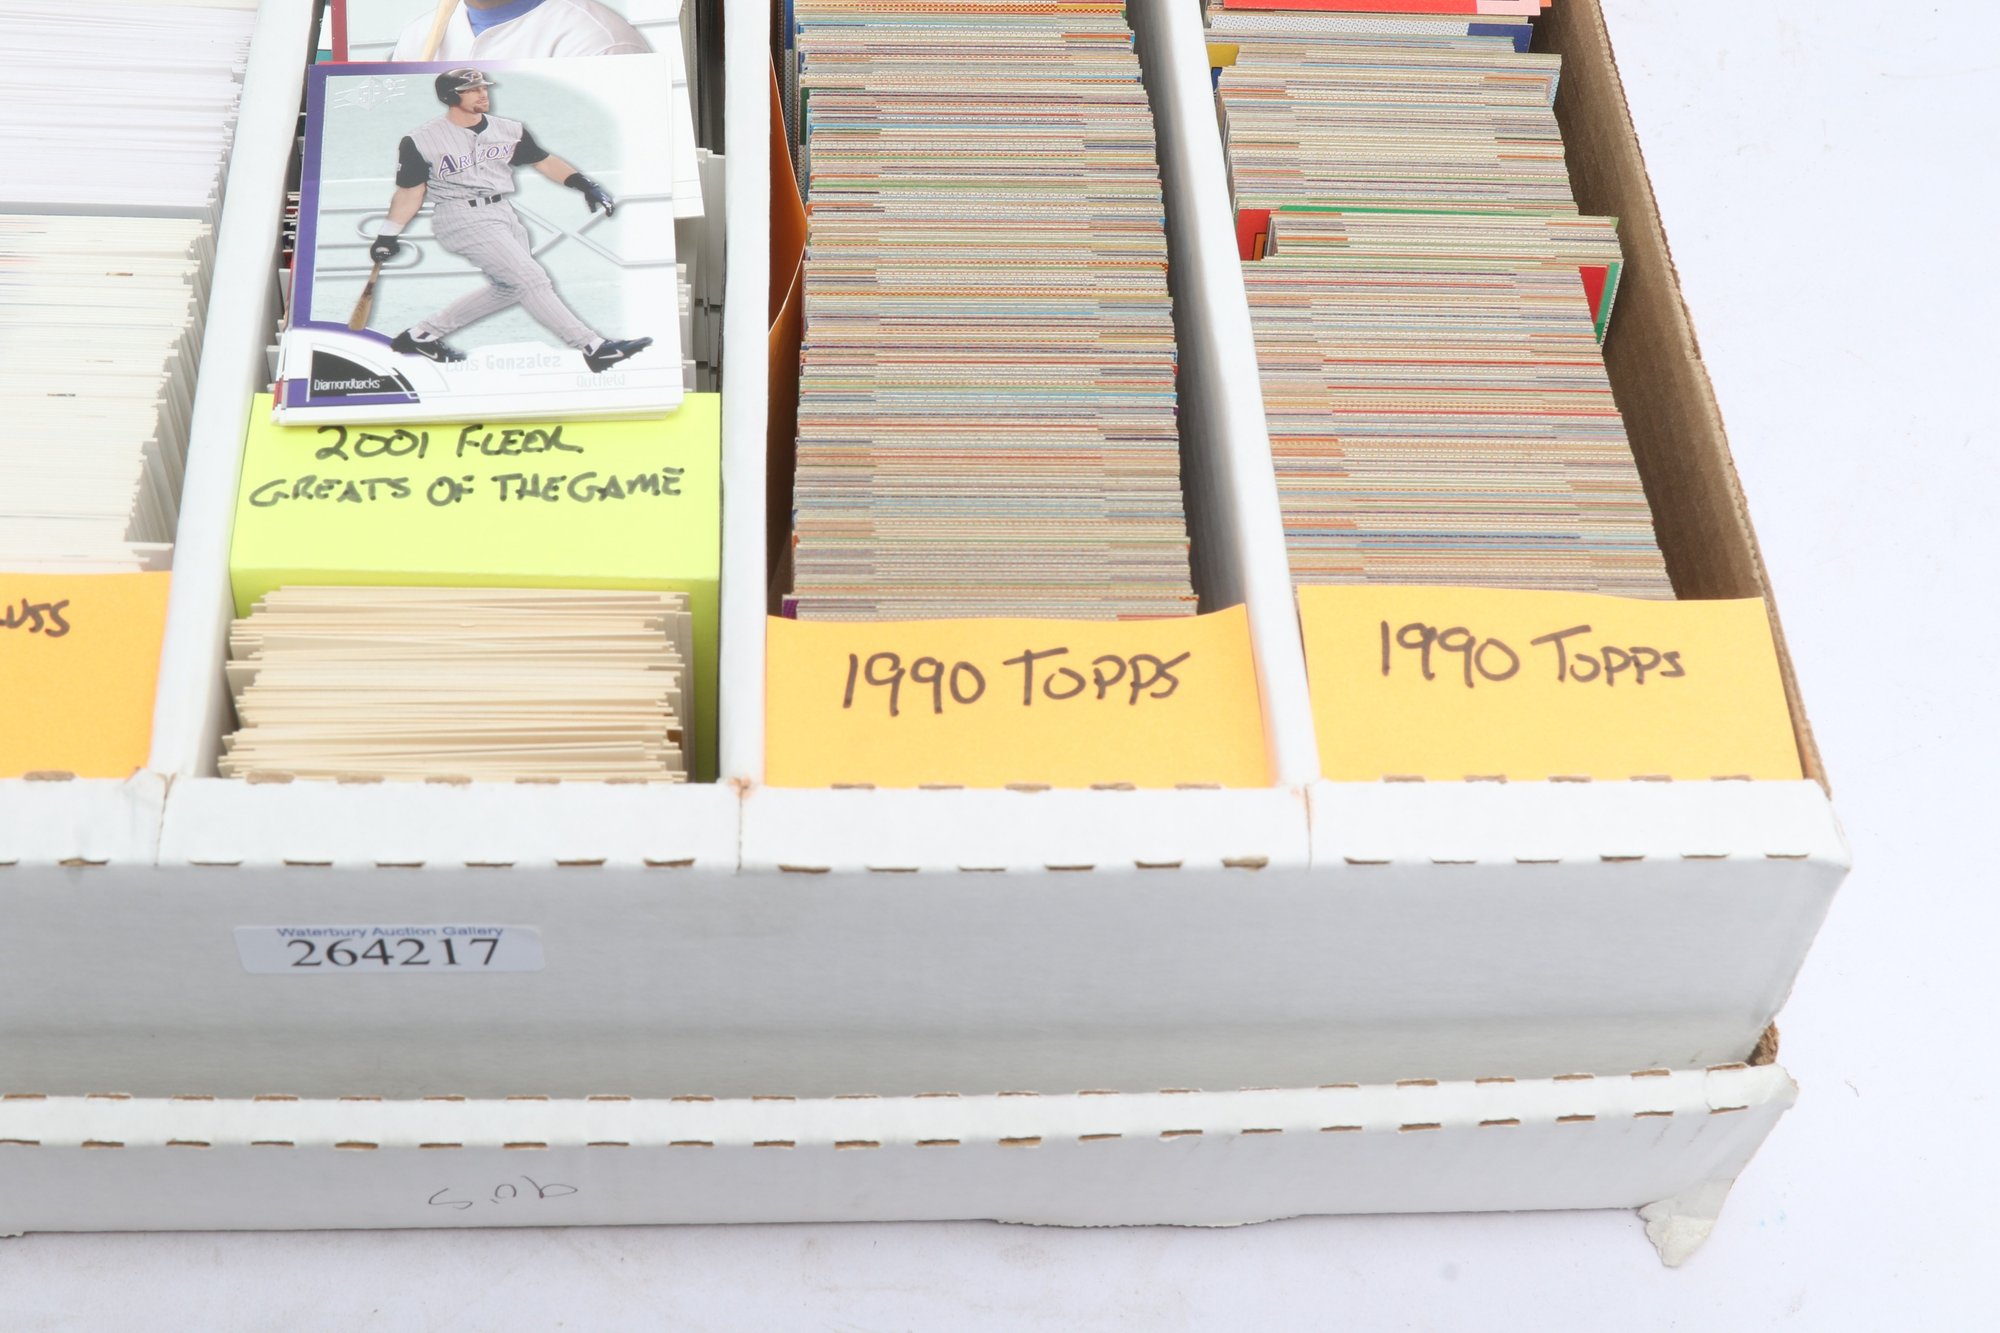 ARIZONA
Luis Gonzalez
Outfield
Diamondbacks
2001 FLEER
GREATS OF THE GAME
1990 TOPPS
1990 TOPPS
Waterbury Auction Gallery
264217